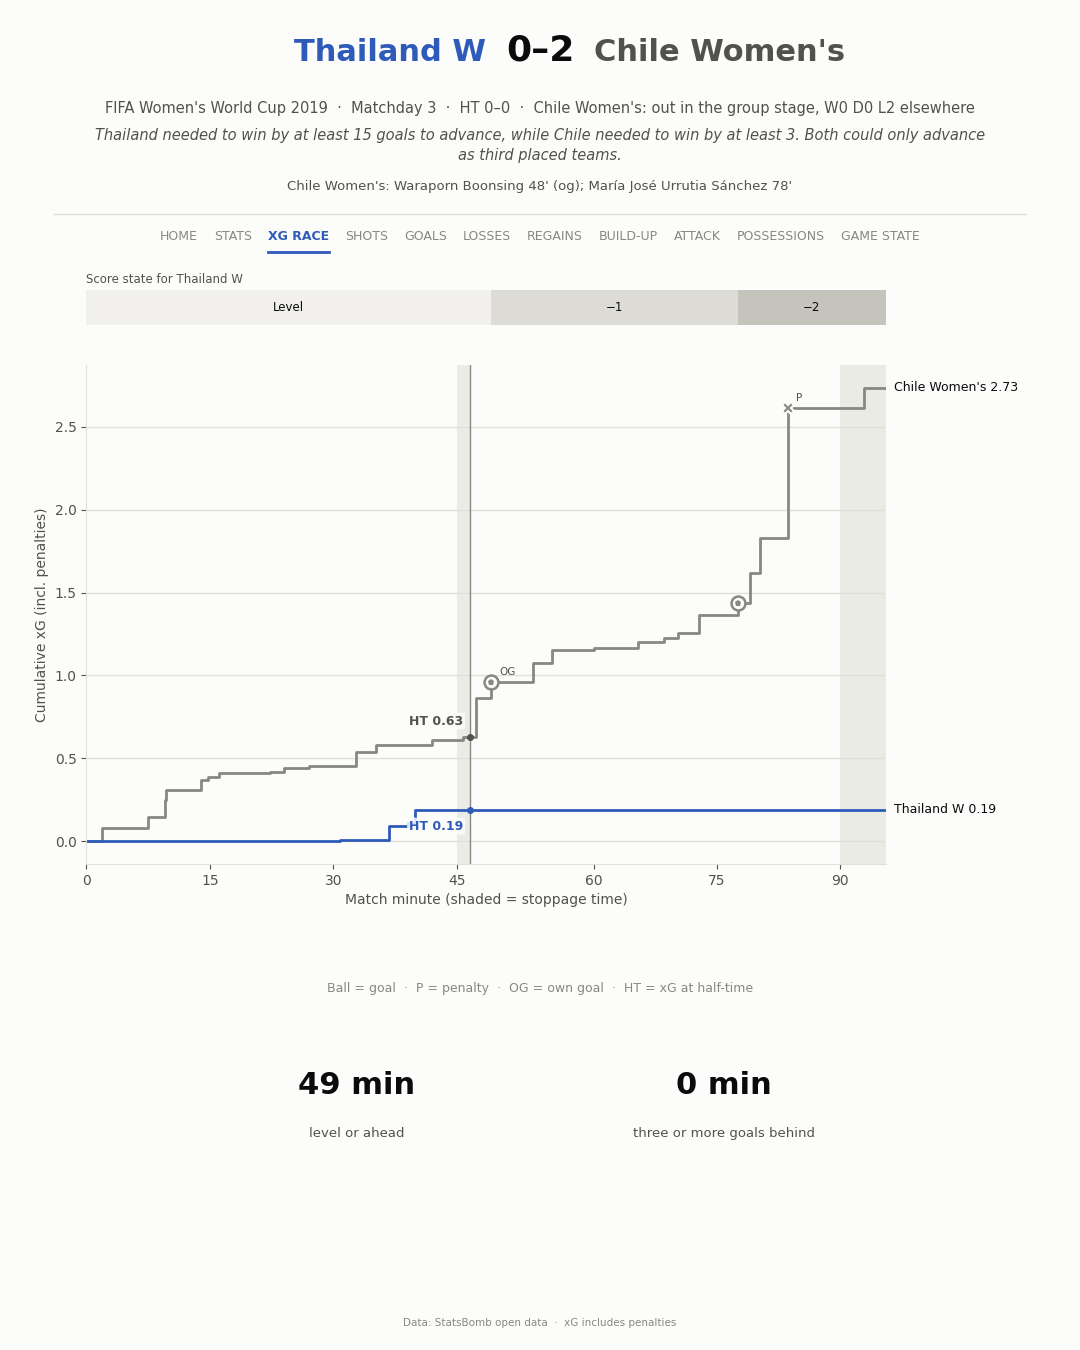 Thailand W 0–2 Chile Women's
FIFA Women's World Cup 2019 · Matchday 3 · HT 0–0 · Chile Women's: out in the group stage, W0 D0 L2 elsewhere
Thailand needed to win by at least 15 goals to advance, while Chile needed to win by at least 3. Both could only advance
as third placed teams.
Chile Women's: Waraporn Boonsing 48' (og); María José Urrutia Sánchez 78'
HOME STATS XG RACE SHOTS GOALS LOSSES REGAINS BUILD-UP ATTACK POSSESSIONS GAME STATE
Score state for Thailand W
Level −1 −2
Chile Women's 2.73
P
2.5
2.0
1.5
OG
1.0
HT 0.63
0.5
Thailand W 0.19
HT 0.19
0.0
Cumulative xG (incl. penalties)
0 15 30 45 60 75 90
Match minute (shaded = stoppage time)
Ball = goal · P = penalty · OG = own goal · HT = xG at half-time
49 min 0 min
level or ahead three or more goals behind
Data: StatsBomb open data · xG includes penalties